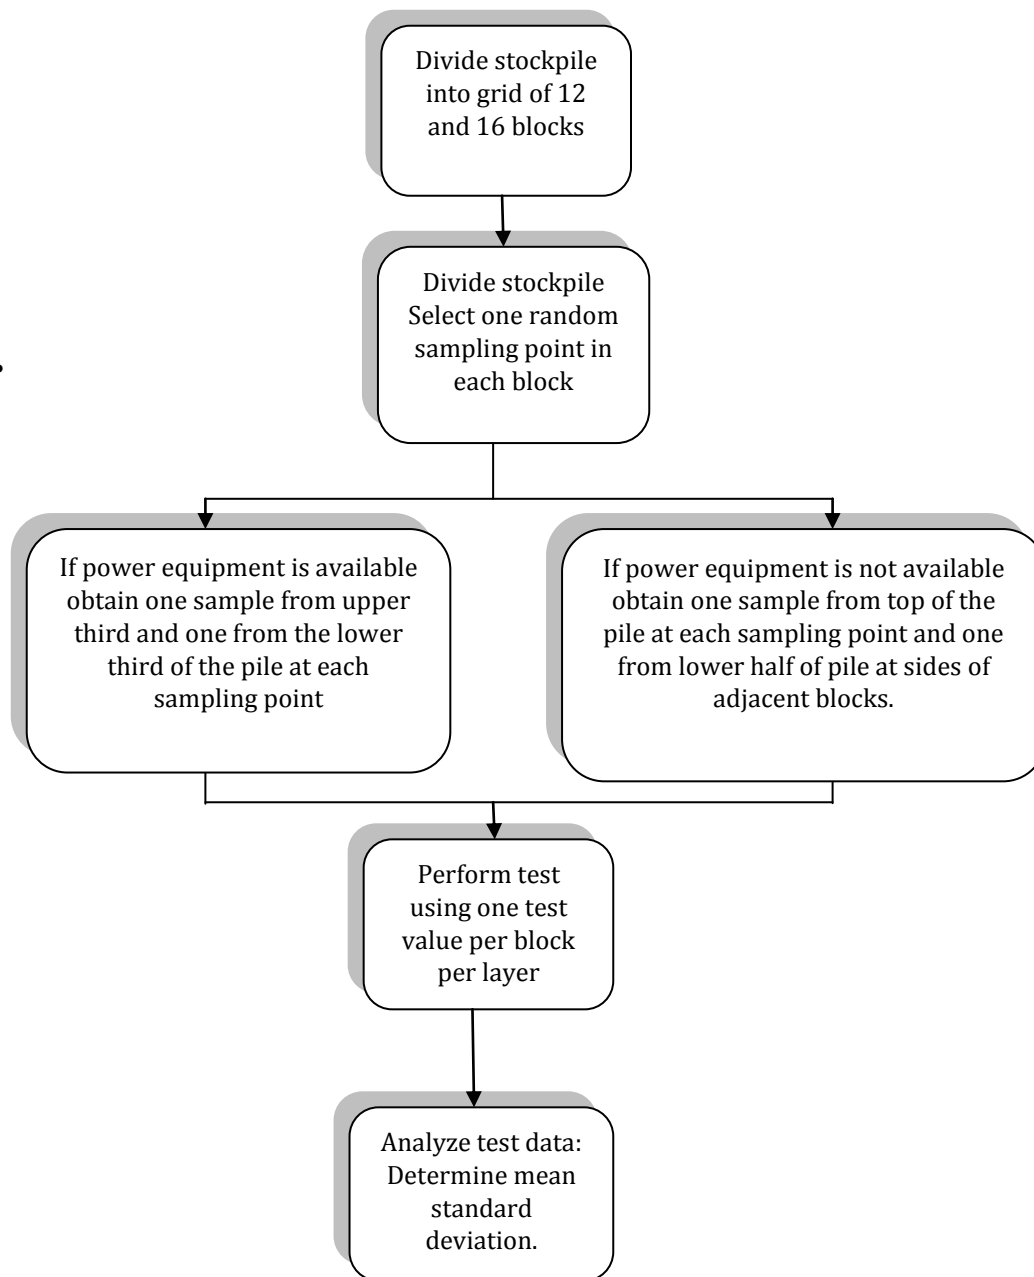 Divide stockpile
into grid of 12
and 16 blocks
Divide stockpile
Select one random
sampling point in
each block
If power equipment is available
obtain one sample from upper
third and one from the lower
third of the pile at each
sampling point
If power equipment is not available
obtain one sample from top of the
pile at each sampling point and one
from lower half of pile at sides of
adjacent blocks.
Perform test
using one test
value per block
per layer
Analyze test data:
Determine mean
standard
deviation.